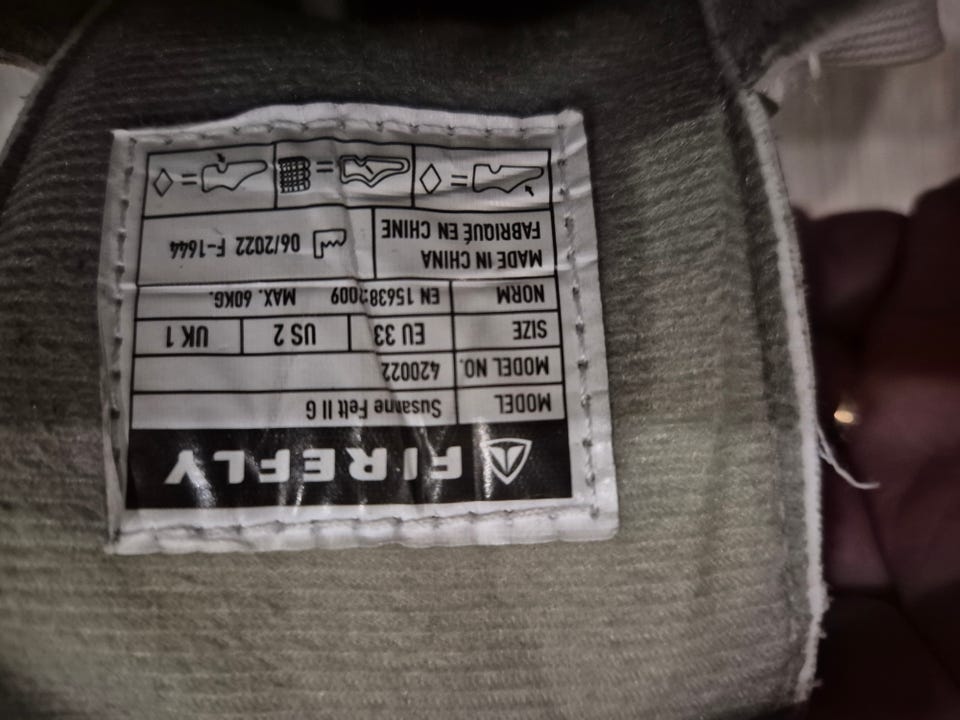 FIREFLY
MODEL Susanne Felt II G
MODEL NO. 420022
SIZE EU 33 US 2 UK 1
NORM EN 15638:2009 MAX. 60KG.
MADE IN CHINA
FABRIQUÉ EN CHINE
06/2022 F-1644
= =  =